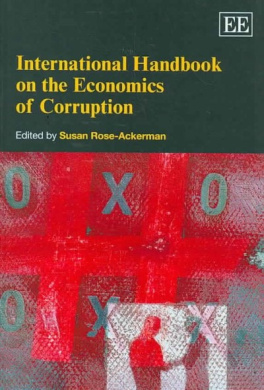 EE
International Handbook
on the Economics
of Corruption
Edited by Susan Rose-Ackerman
O X O
O X X